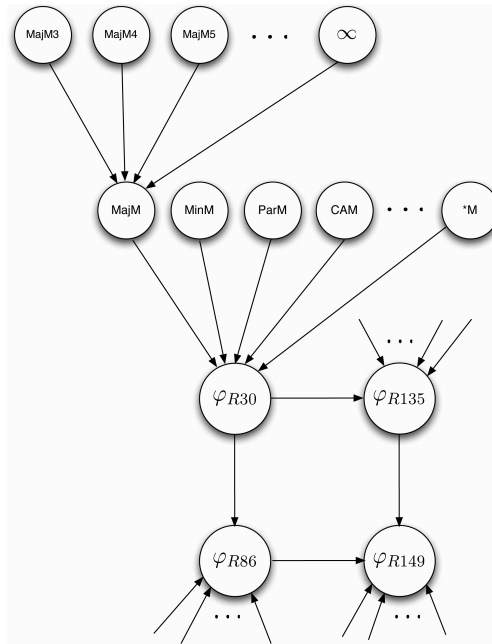 MajM3 MajM4 MajM5 . . . ∞
MajM MinM ParM CAM . . . *M
. . .
φR30 φR135
φR86 φR149
. . . . . .